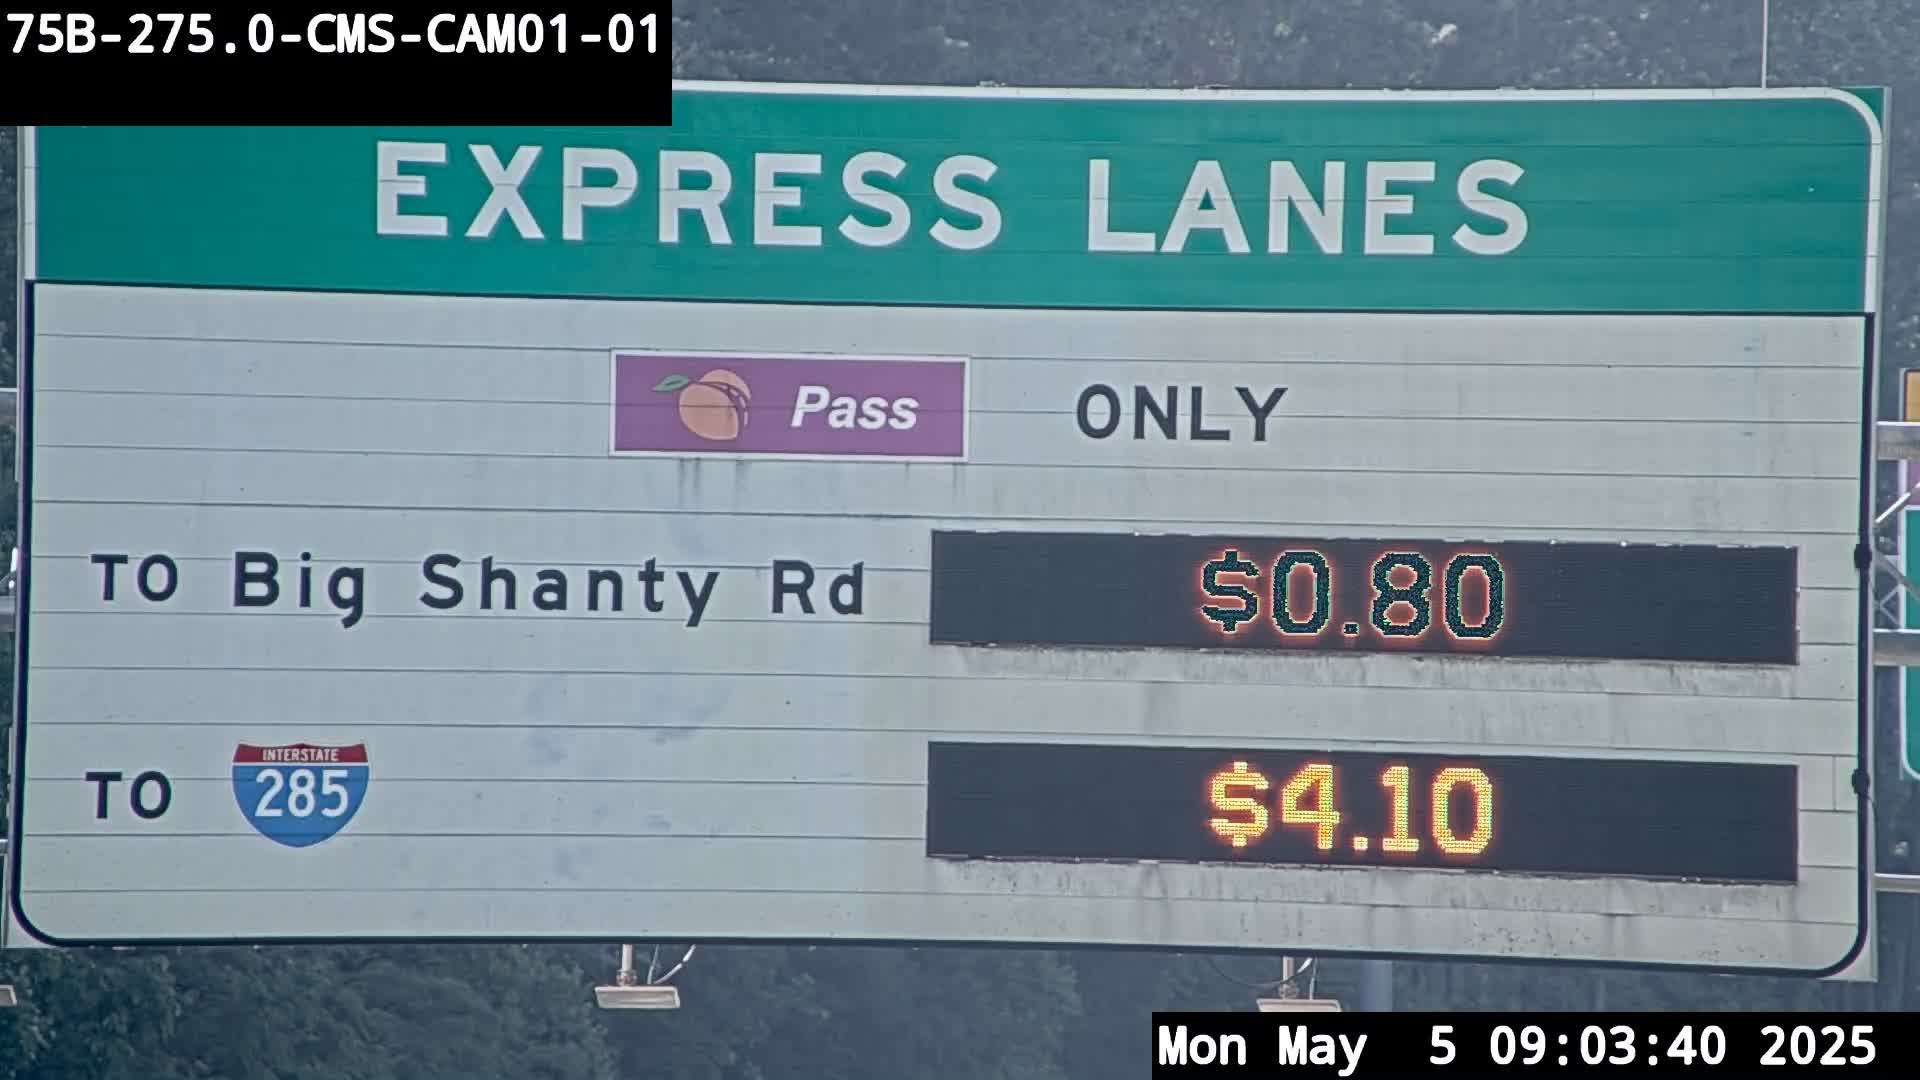 75B-275.0-CMS-CAM01-01
EXPRESS LANES
Pass ONLY
TO Big Shanty Rd $0.80
INTERSTATE
TO 285 $4.10
Mon May 5 09:03:40 2025